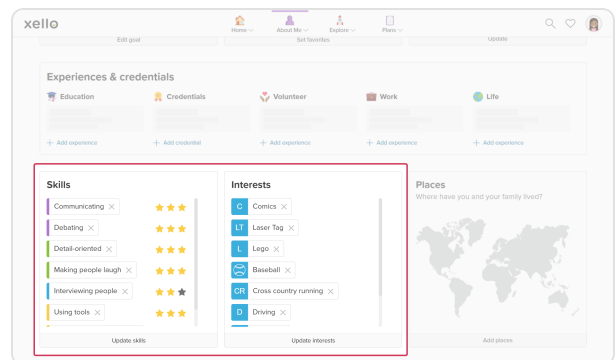 xello
Home
About Me
Explore
Plans
Edit goal
Set favorites
Update
Experiences & credentials
Education
Credentials
Volunteer
Work
Life
+ Add experience
+ Add credential
+ Add experience
+ Add experience
+ Add experience
Skills
Communicating ×
Debating ×
Detail-oriented ×
Making people laugh ×
Interviewing people ×
Using tools ×
Update skills
Interests
C Comics ×
LT Laser Tag ×
L Lego ×
Baseball ×
CR Cross country running ×
D Driving ×
Update interests
Places
Where have you and your family lived?
Add places